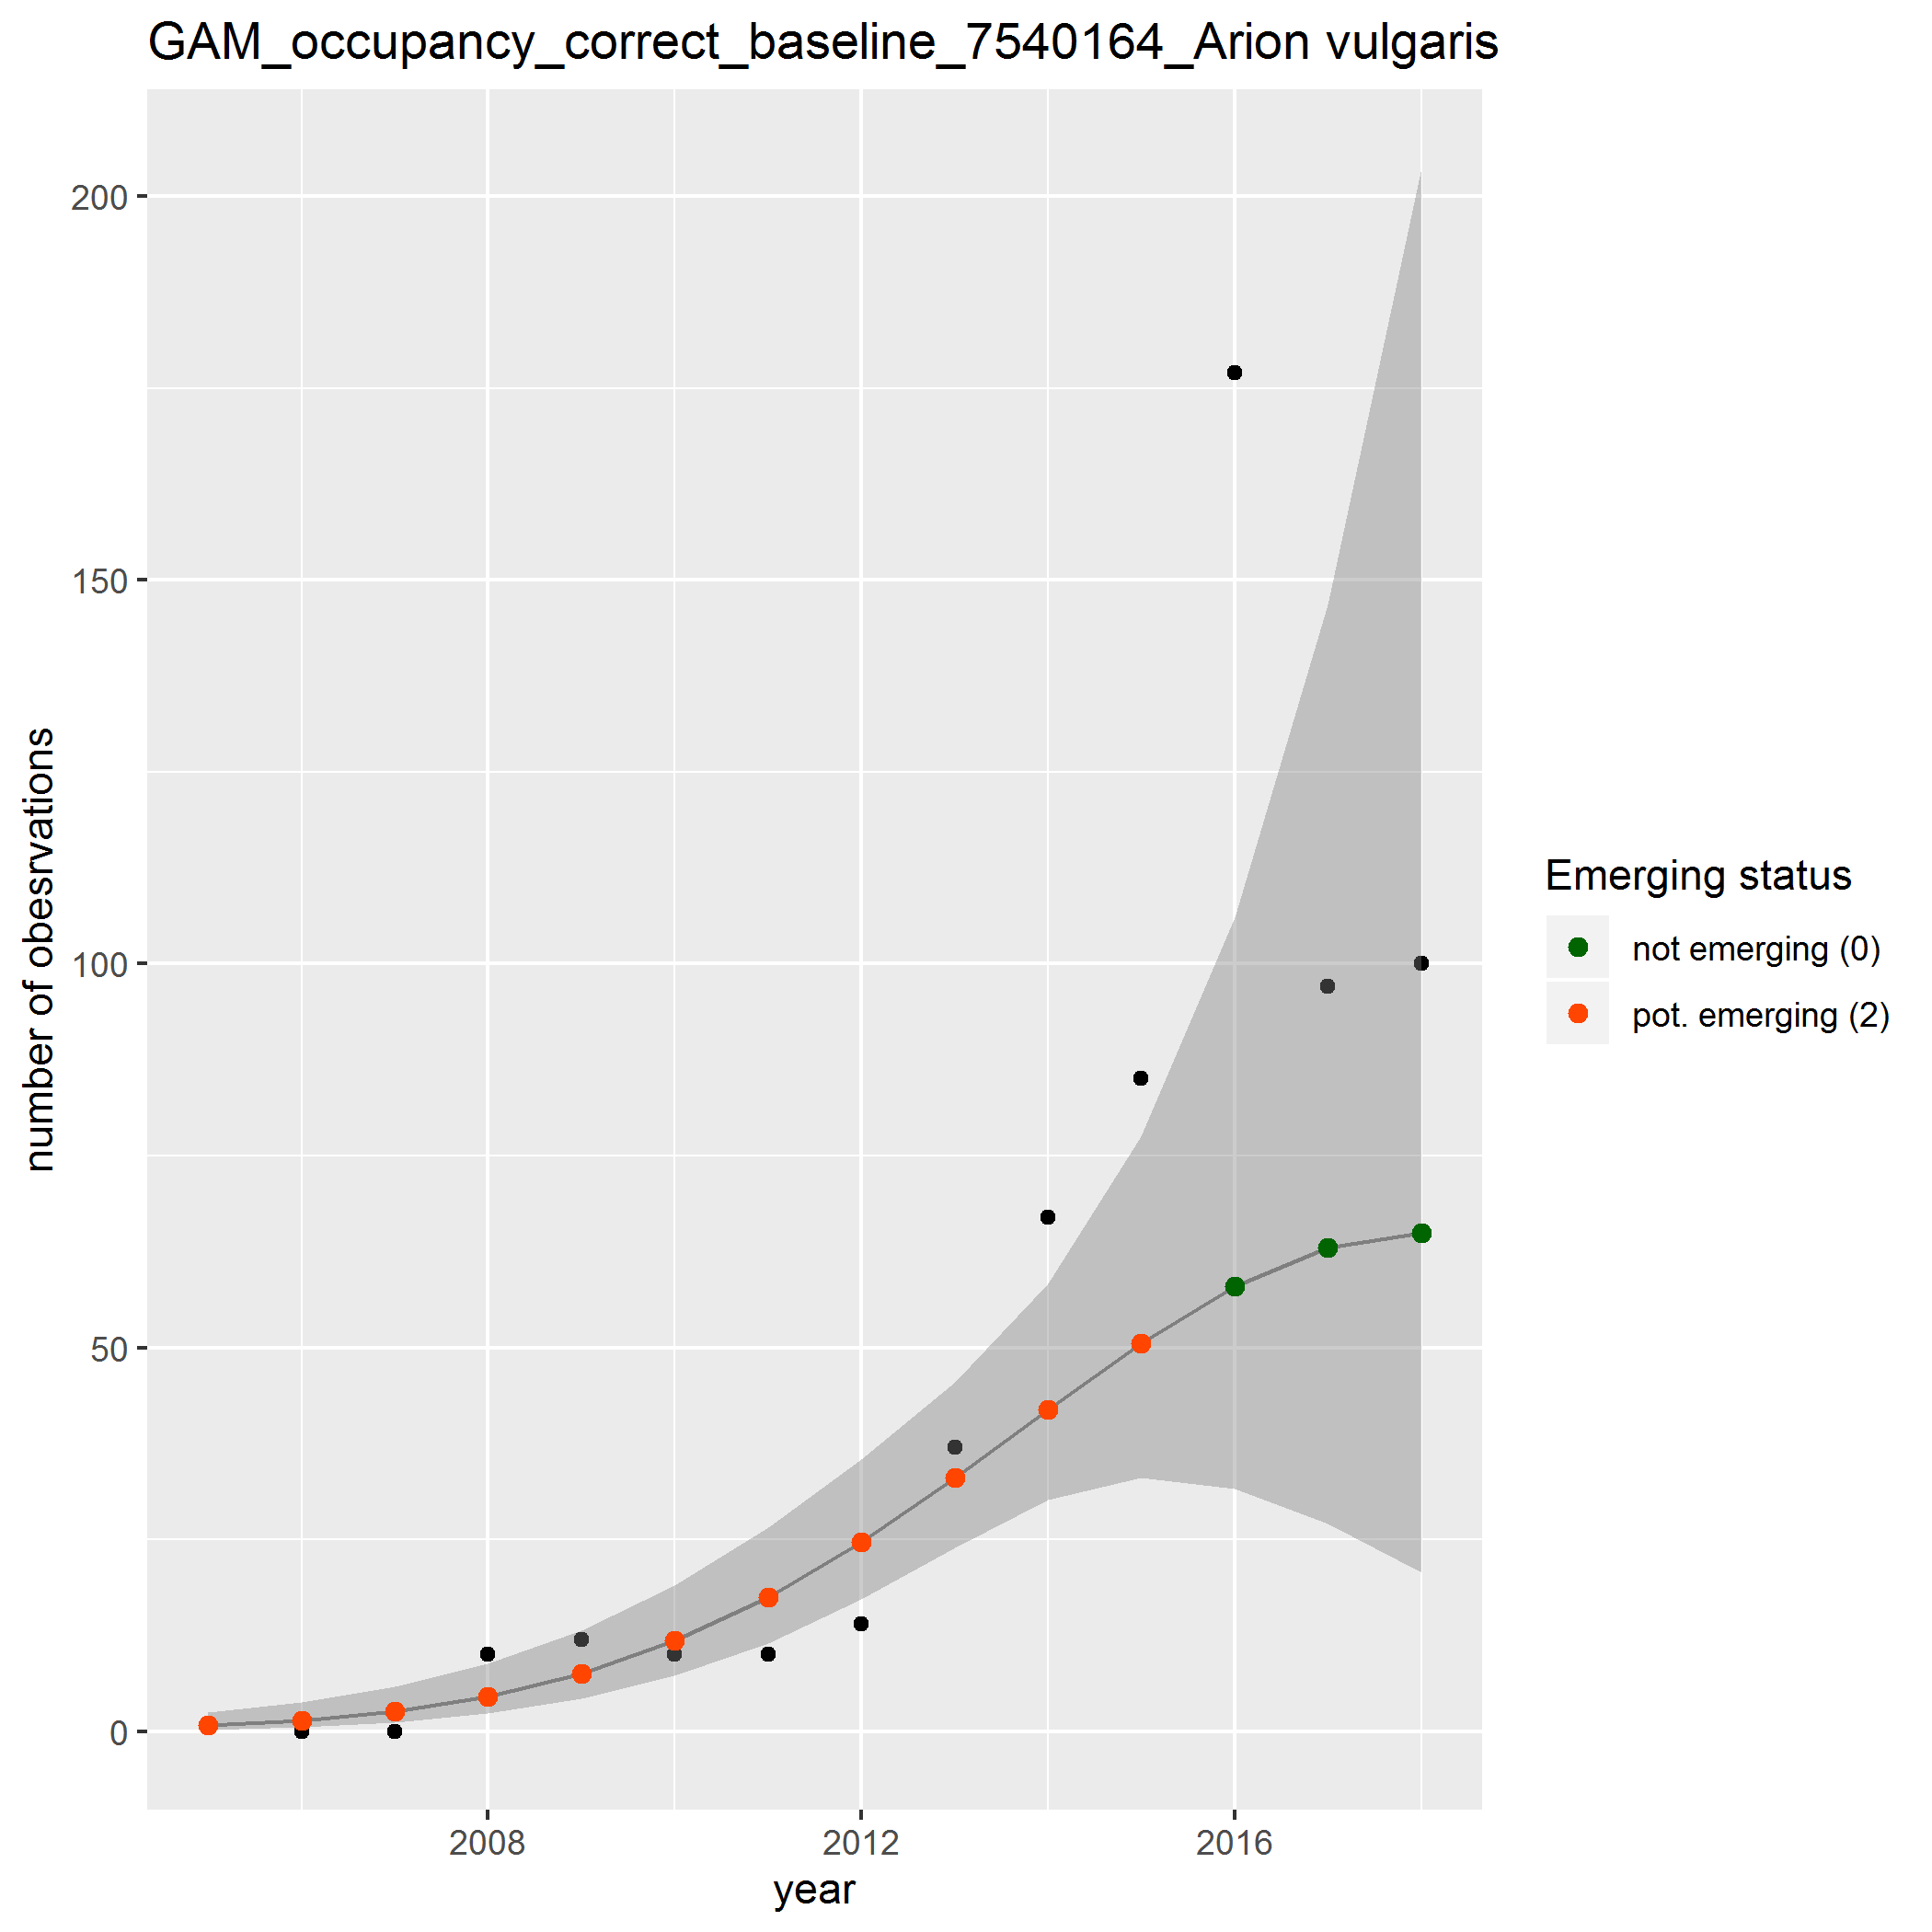 GAM_occupancy_correct_baseline_7540164_Arion vulgaris
200
150
100
50
0
number of obesrvations
2008
2012
2016
year
Emerging status
not emerging (0)
pot. emerging (2)